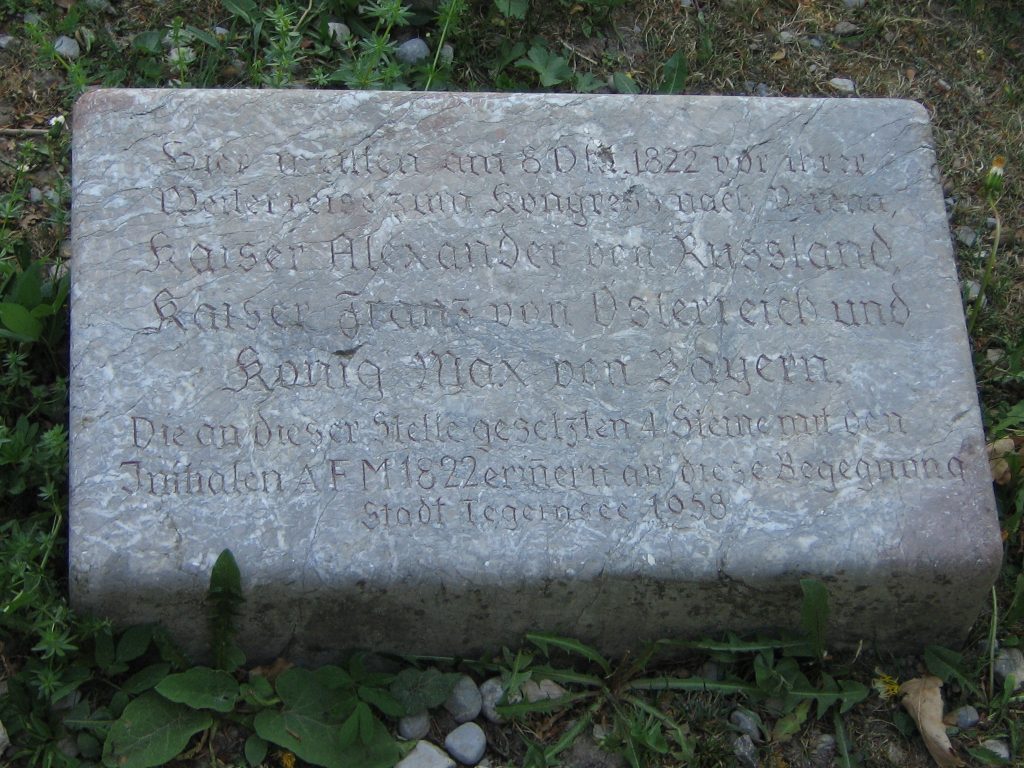 Hier weilten am 8. Okt. 1822 vor ihrer
Weiterreise zum Kongress nach Verona,
Kaiser Alexander von Russland,
Kaiser Franz von Österreich und
König Max von Bayern.
Die an dieser Stelle gesetzten 4 Steine mit den
Initialen A F M 1822 erinnern an diese Begegnung
Stadt Tegernsee 1958